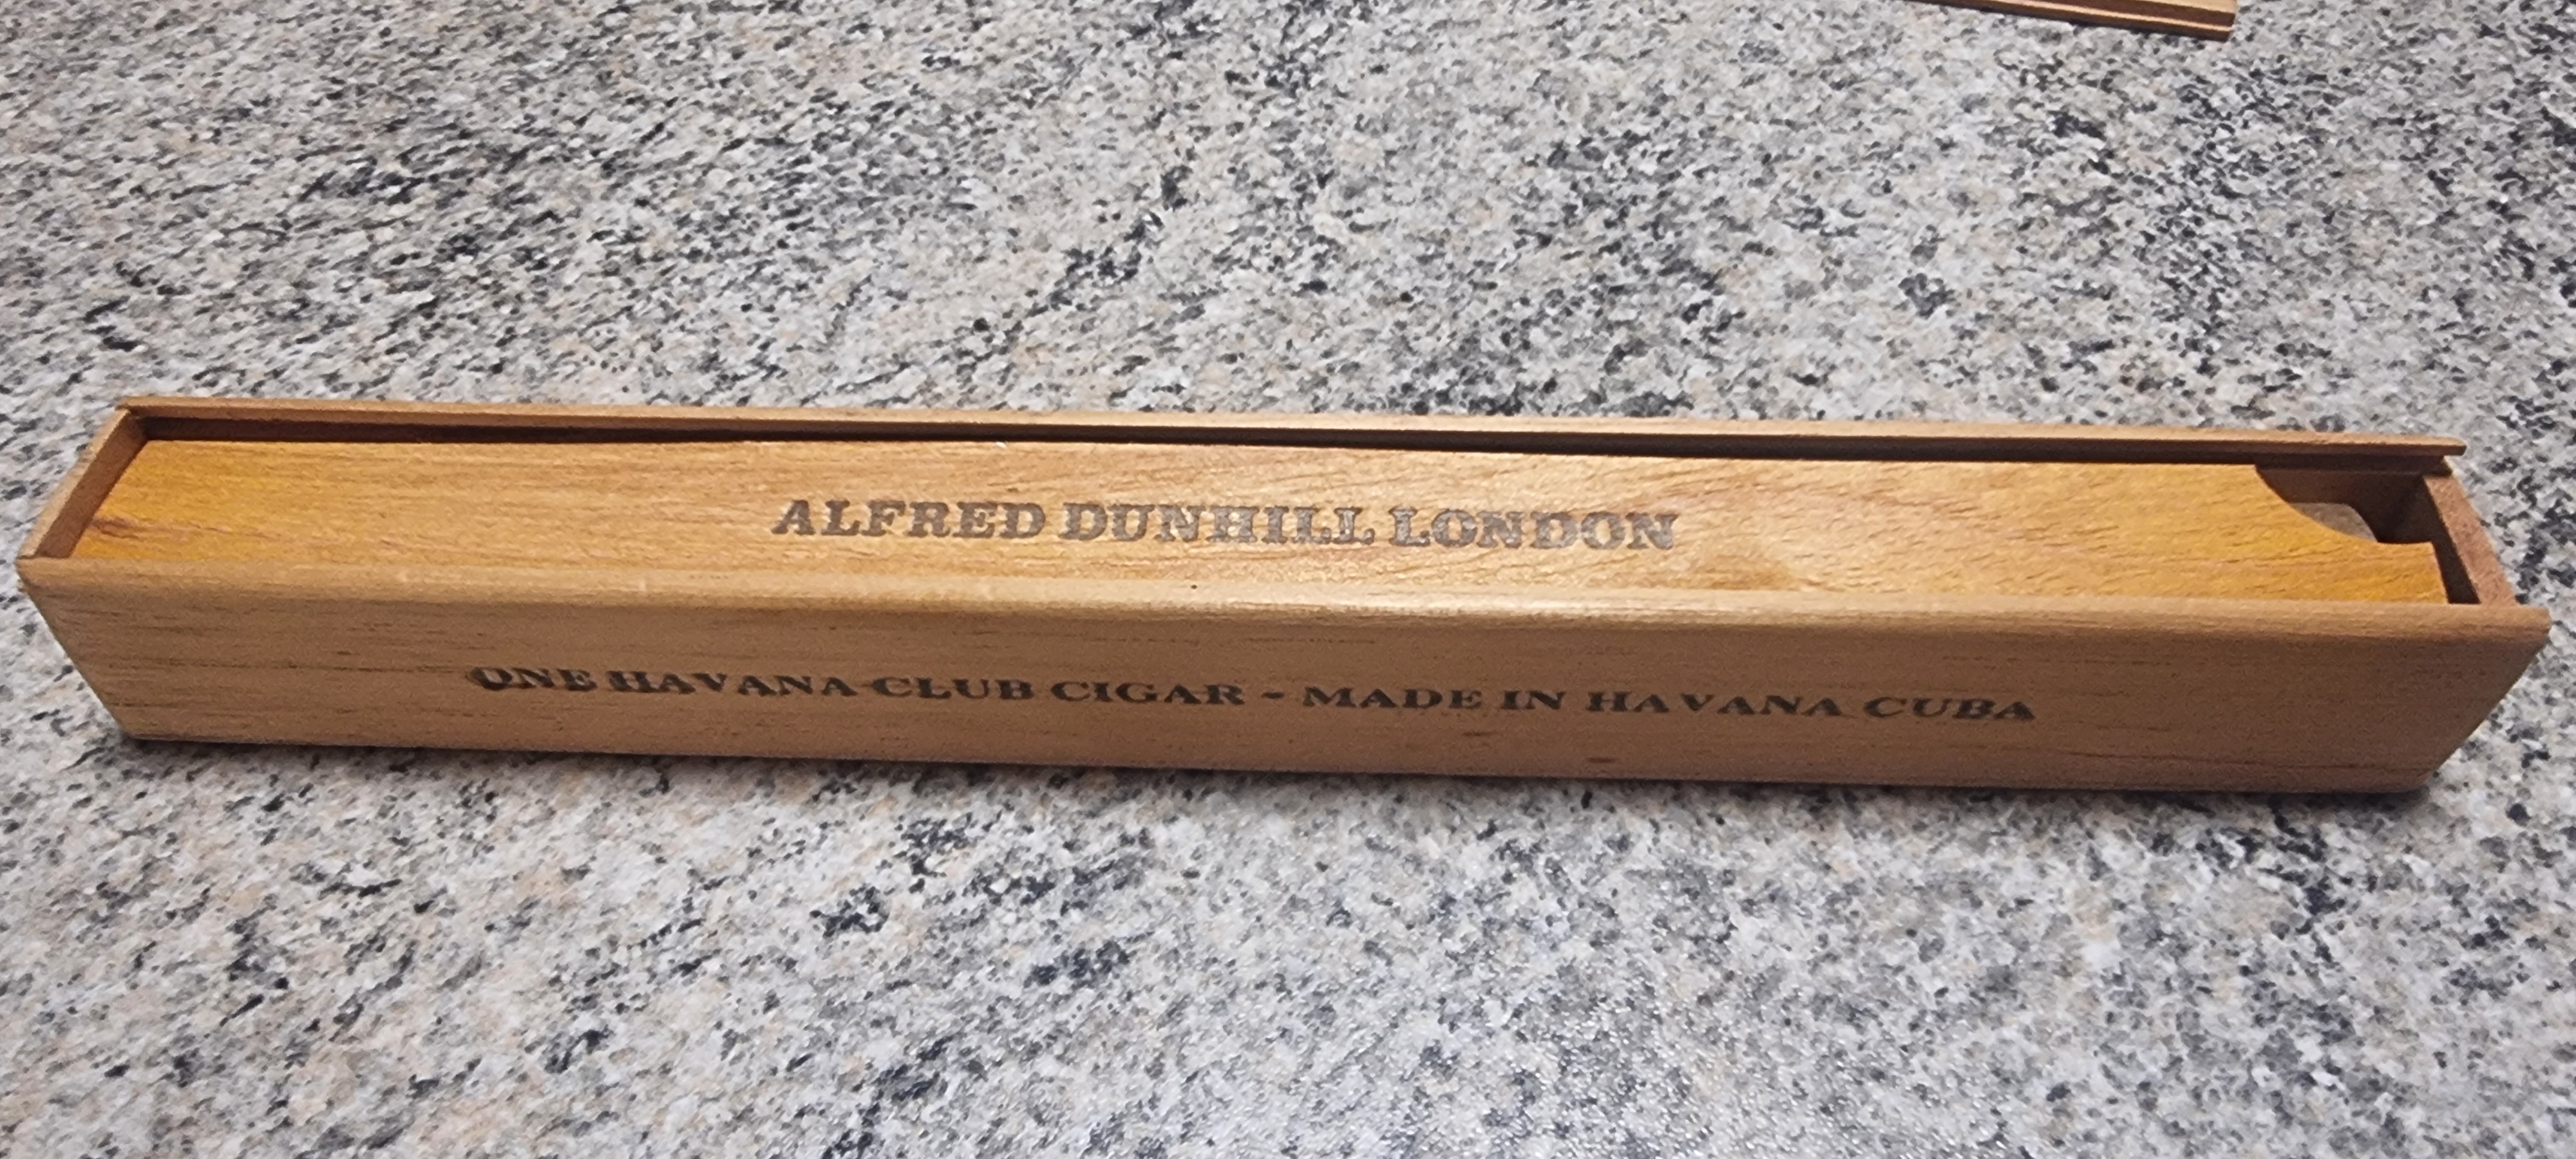 ALFRED DUNHILL LONDON
ONE HAVANA CLUB CIGAR - MADE IN HAVANA CUBA